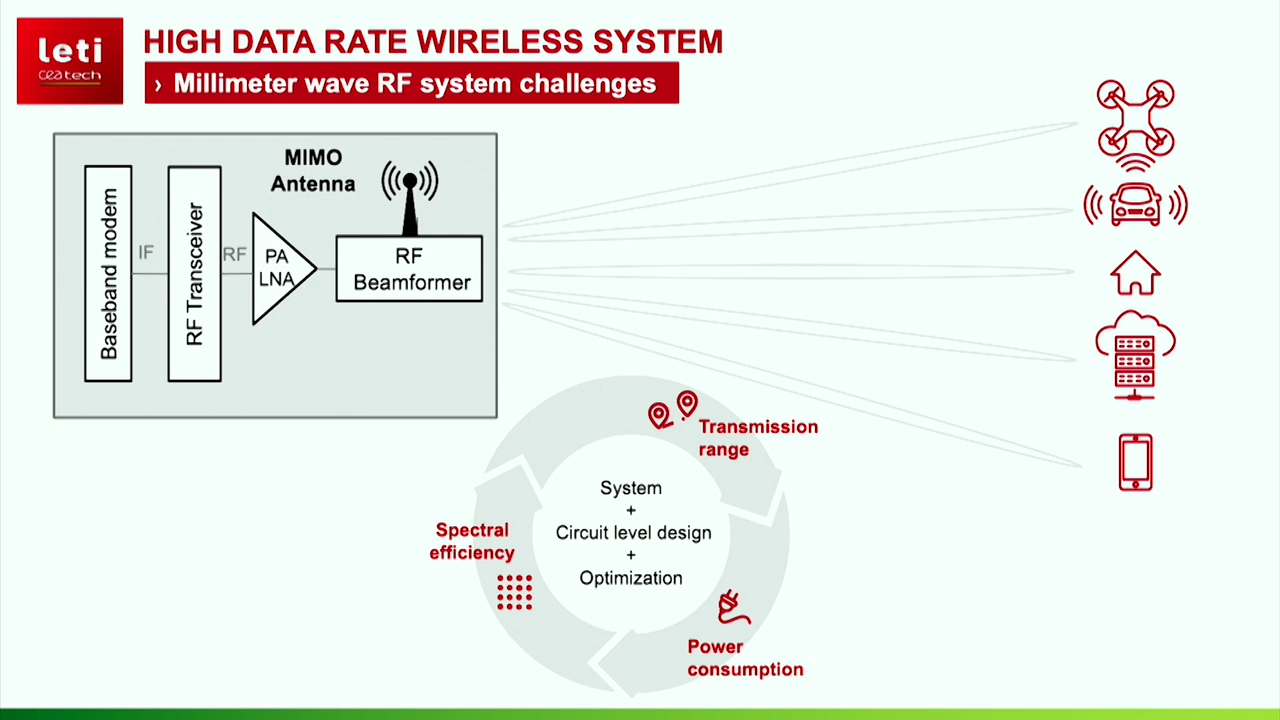 leti
ceatech
HIGH DATA RATE WIRELESS SYSTEM
› Millimeter wave RF system challenges
MIMO
Antenna
Baseband modem
IF
RF Transceiver
RF
PA
LNA
RF
Beamformer
Transmission
range
System
+
Circuit level design
+
Optimization
Spectral
efficiency
Power
consumption